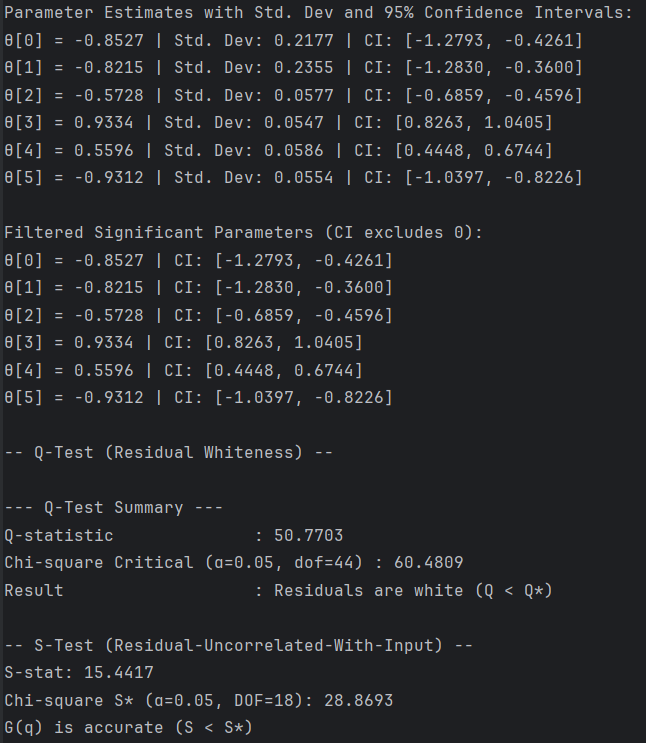 Parameter Estimates with Std. Dev and 95% Confidence Intervals:
θ[0] = -0.8527 | Std. Dev: 0.2177 | CI: [-1.2793, -0.4261]
θ[1] = -0.8215 | Std. Dev: 0.2355 | CI: [-1.2830, -0.3600]
θ[2] = -0.5728 | Std. Dev: 0.0577 | CI: [-0.6859, -0.4596]
θ[3] = 0.9334 | Std. Dev: 0.0547 | CI: [0.8263, 1.0405]
θ[4] = 0.5596 | Std. Dev: 0.0586 | CI: [0.4448, 0.6744]
θ[5] = -0.9312 | Std. Dev: 0.0554 | CI: [-1.0397, -0.8226]
Filtered Significant Parameters (CI excludes 0):
θ[0] = -0.8527 | CI: [-1.2793, -0.4261]
θ[1] = -0.8215 | CI: [-1.2830, -0.3600]
θ[2] = -0.5728 | CI: [-0.6859, -0.4596]
θ[3] = 0.9334 | CI: [0.8263, 1.0405]
θ[4] = 0.5596 | CI: [0.4448, 0.6744]
θ[5] = -0.9312 | CI: [-1.0397, -0.8226]
-- Q-Test (Residual Whiteness) --
--- Q-Test Summary ---
Q-statistic : 50.7703
Chi-square Critical (α=0.05, dof=44) : 60.4809
Result : Residuals are white (Q < Q*)
-- S-Test (Residual-Uncorrelated-With-Input) --
S-stat: 15.4417
Chi-square S* (α=0.05, DOF=18): 28.8693
G(q) is accurate (S < S*)